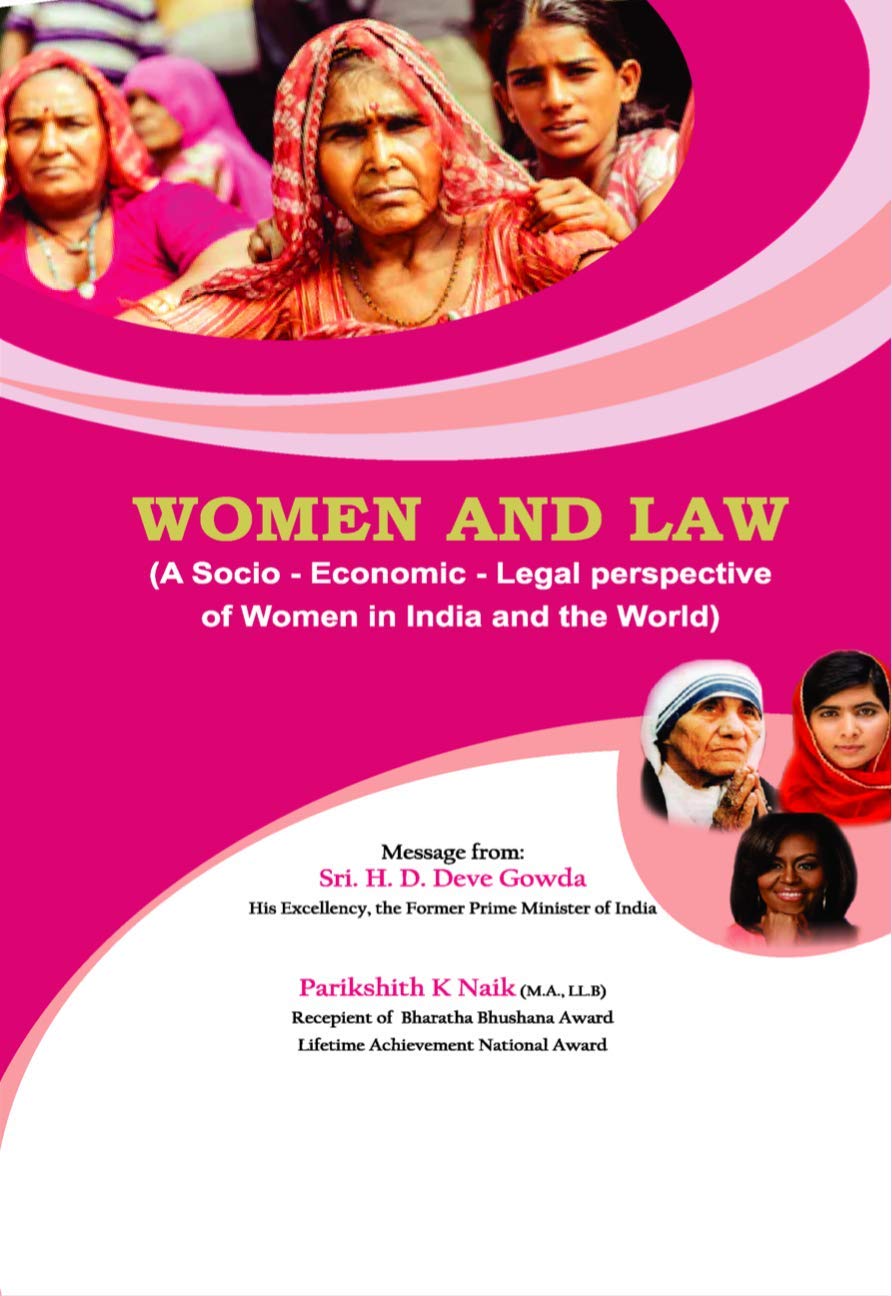 WOMEN AND LAW
(A Socio - Economic - Legal perspective
of Women in India and the World)
Message from:
Sri. H. D. Deve Gowda
His Excellency, the Former Prime Minister of India
Parikshith K Naik (M.A., LL.B)
Recepient of Bharatha Bhushana Award
Lifetime Achievement National Award